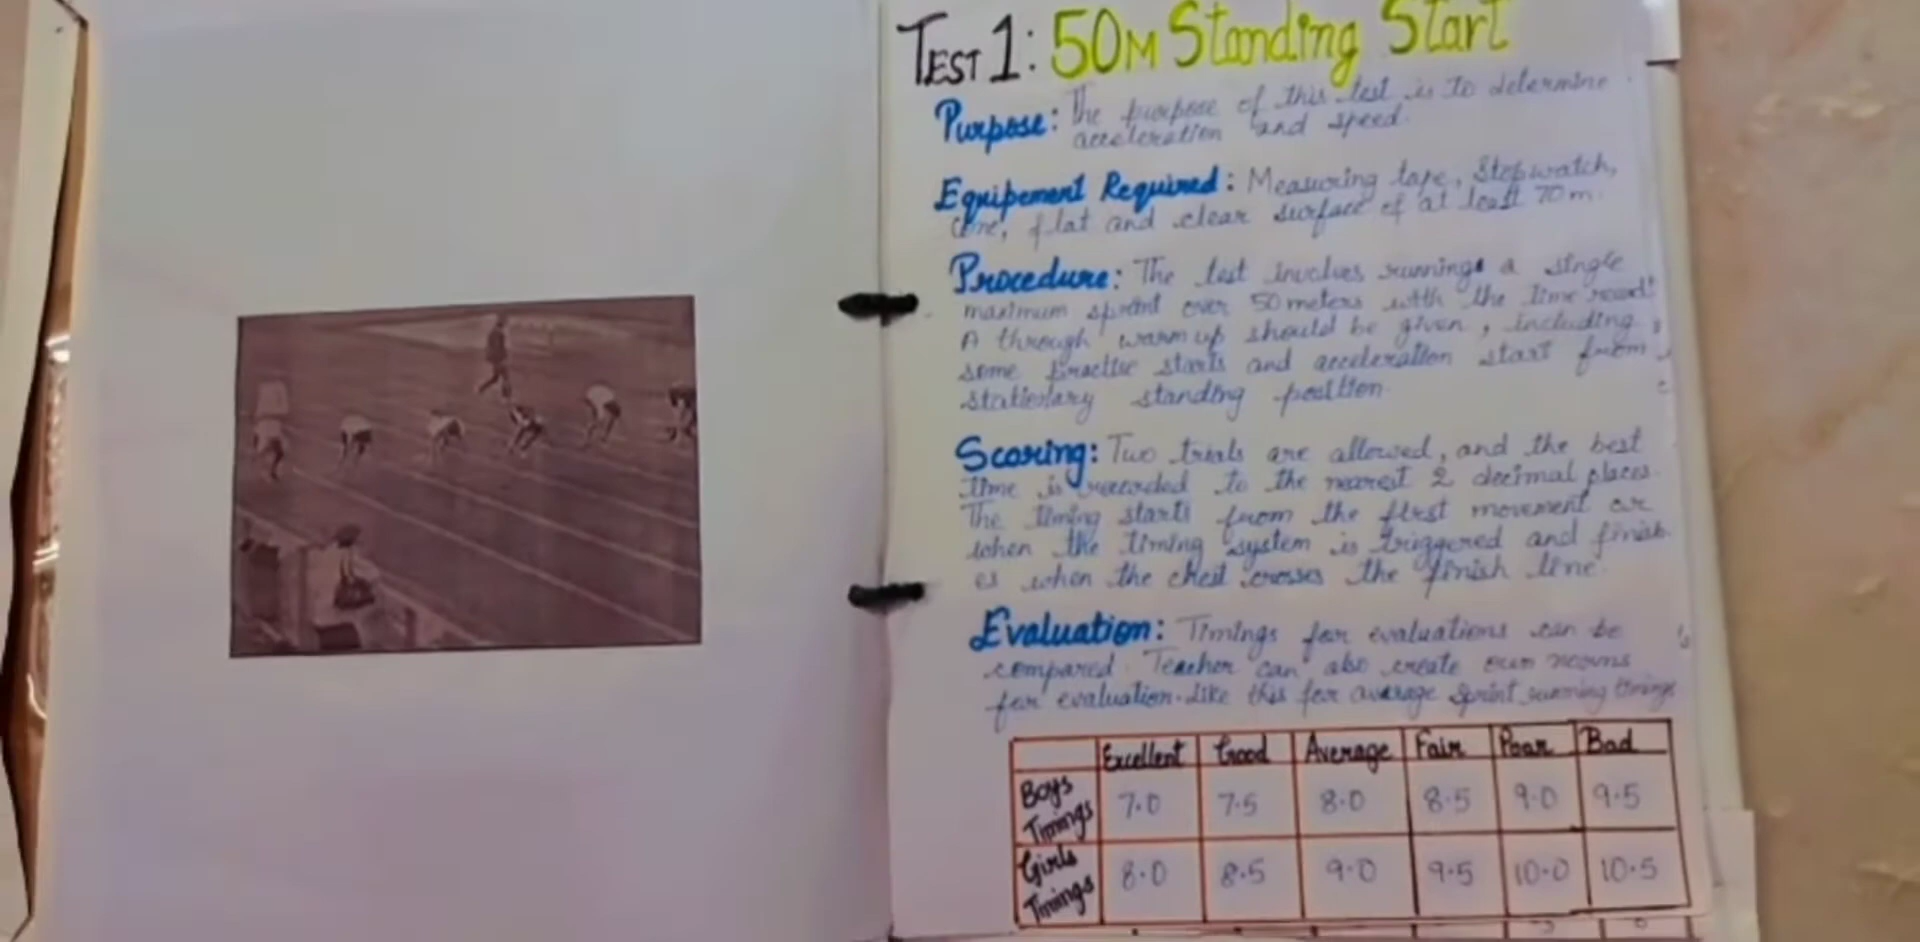 TEST 1: 50M Standing Start
Purpose: The purpose of this test is to determine
acceleration and speed.
Equipement Required: Measuring tape, Stopwatch,
Cone, flat and clear surface of at least 70 m.
Procedure: The test involves running a single
maximum sprint over 50 meters with the time
A through warm up should be given, including
some practise starts and acceleration start from
stationary standing position.
Scoring: Two trials are allowed, and the best
time is recorded to the nearest 2 decimal places.
The timing starts from the first movement or
when the timing system is triggered and finish
es when the chest crosses the finish line.
Evaluation: Timings for evaluations can be
compared. Teacher can also create own norms
for evaluation. Like this for average sprint running timings
Excellent Good Average Fair Poor Bad
Boys Timings 7.0 7.5 8.0 8.5 9.0 9.5
Girls Timings 8.0 8.5 9.0 9.5 10.0 10.5